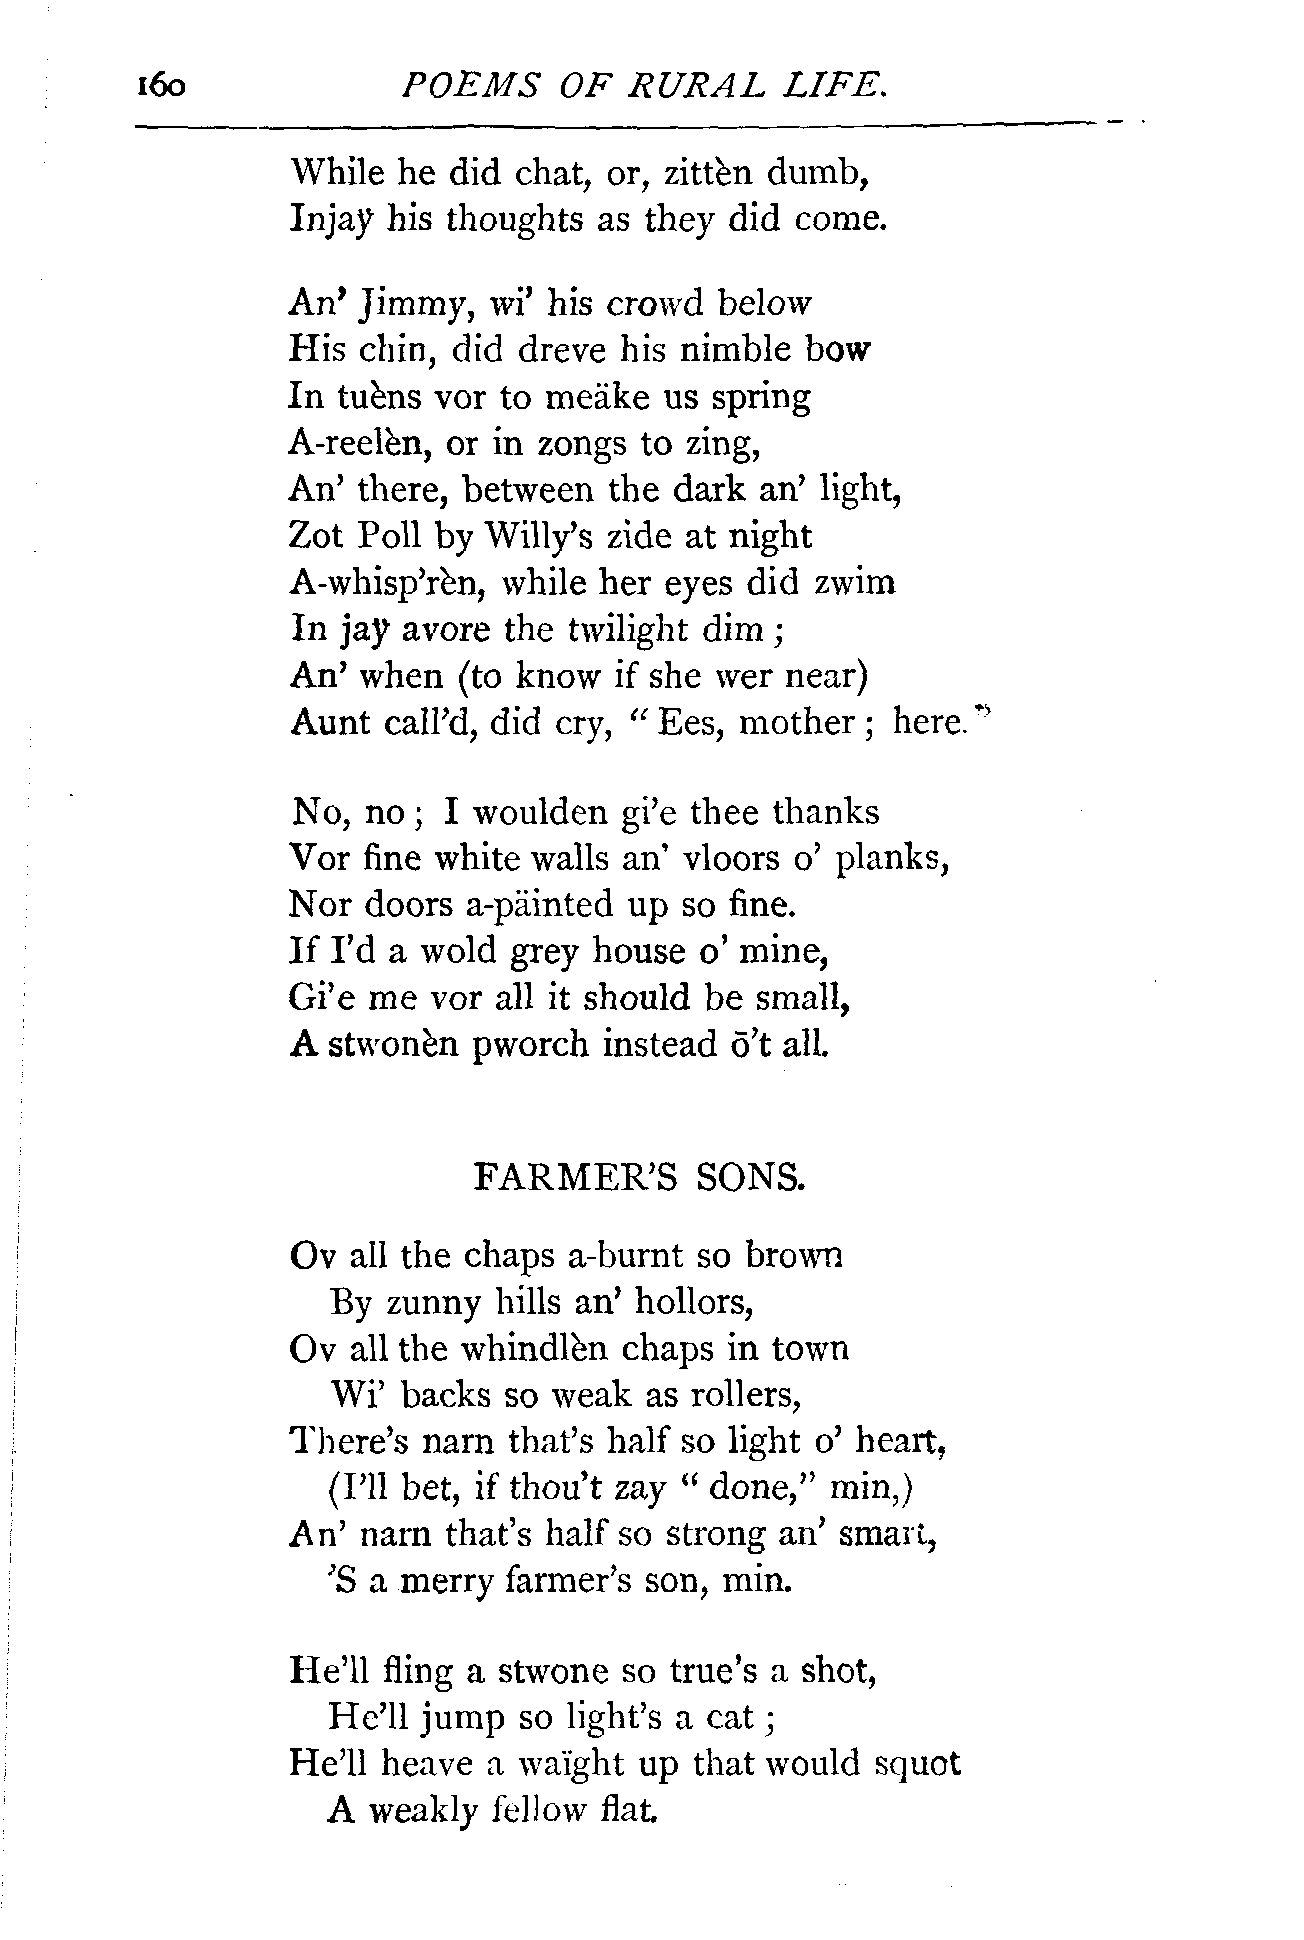 160 POEMS OF RURAL LIFE.
While he did chat, or, zittèn dumb,
Injaÿ his thoughts as they did come.
An' Jimmy, wi' his crowd below
His chin, did dreve his nimble bow
In tuèns vor to meäke us spring
A-reelèn, or in zongs to zing,
An' there, between the dark an' light,
Zot Poll by Willy's zide at night
A-whisp'rèn, while her eyes did zwim
In jaÿ avore the twilight dim;
An' when (to know if she wer near)
Aunt call'd, did cry, "Ees, mother; here."
No, no; I woulden gi'e thee thanks
Vor fine white walls an' vloors o' planks,
Nor doors a-päinted up so fine.
If I'd a wold grey house o' mine,
Gi'e me vor all it should be small,
A stwonèn pworch instead ō't all.
FARMER'S SONS.
Ov all the chaps a-burnt so brown
By zunny hills an' hollors,
Ov all the whindlèn chaps in town
Wi' backs so weak as rollers,
There's narn that's half so light o' heart,
(I'll bet, if thou't zay "done," min,)
An' narn that's half so strong an' smart,
'S a merry farmer's son, min.
He'll fling a stwone so true's a shot,
He'll jump so light's a cat;
He'll heave a waïght up that would squot
A weakly fellow flat.